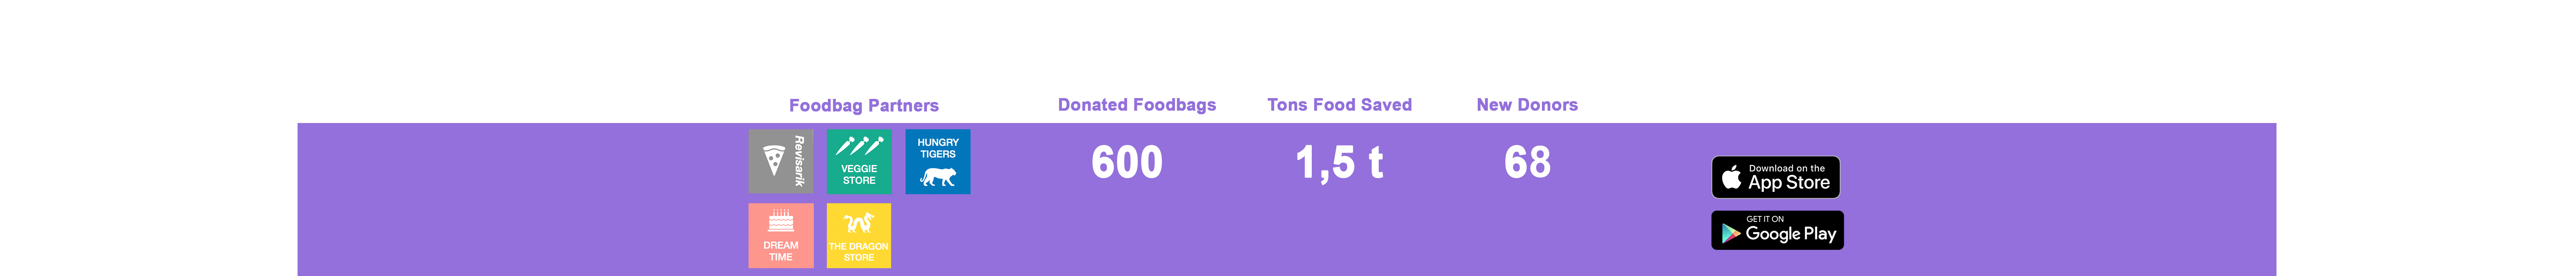 Foodbag Partners
Donated Foodbags
Tons Food Saved
New Donors
Revisarik
VEGGIE
STORE
HUNGRY
TIGERS
DREAM
TIME
THE DRAGON
STORE
600
1,5 t
68
Download on the
App Store
GET IT ON
Google Play